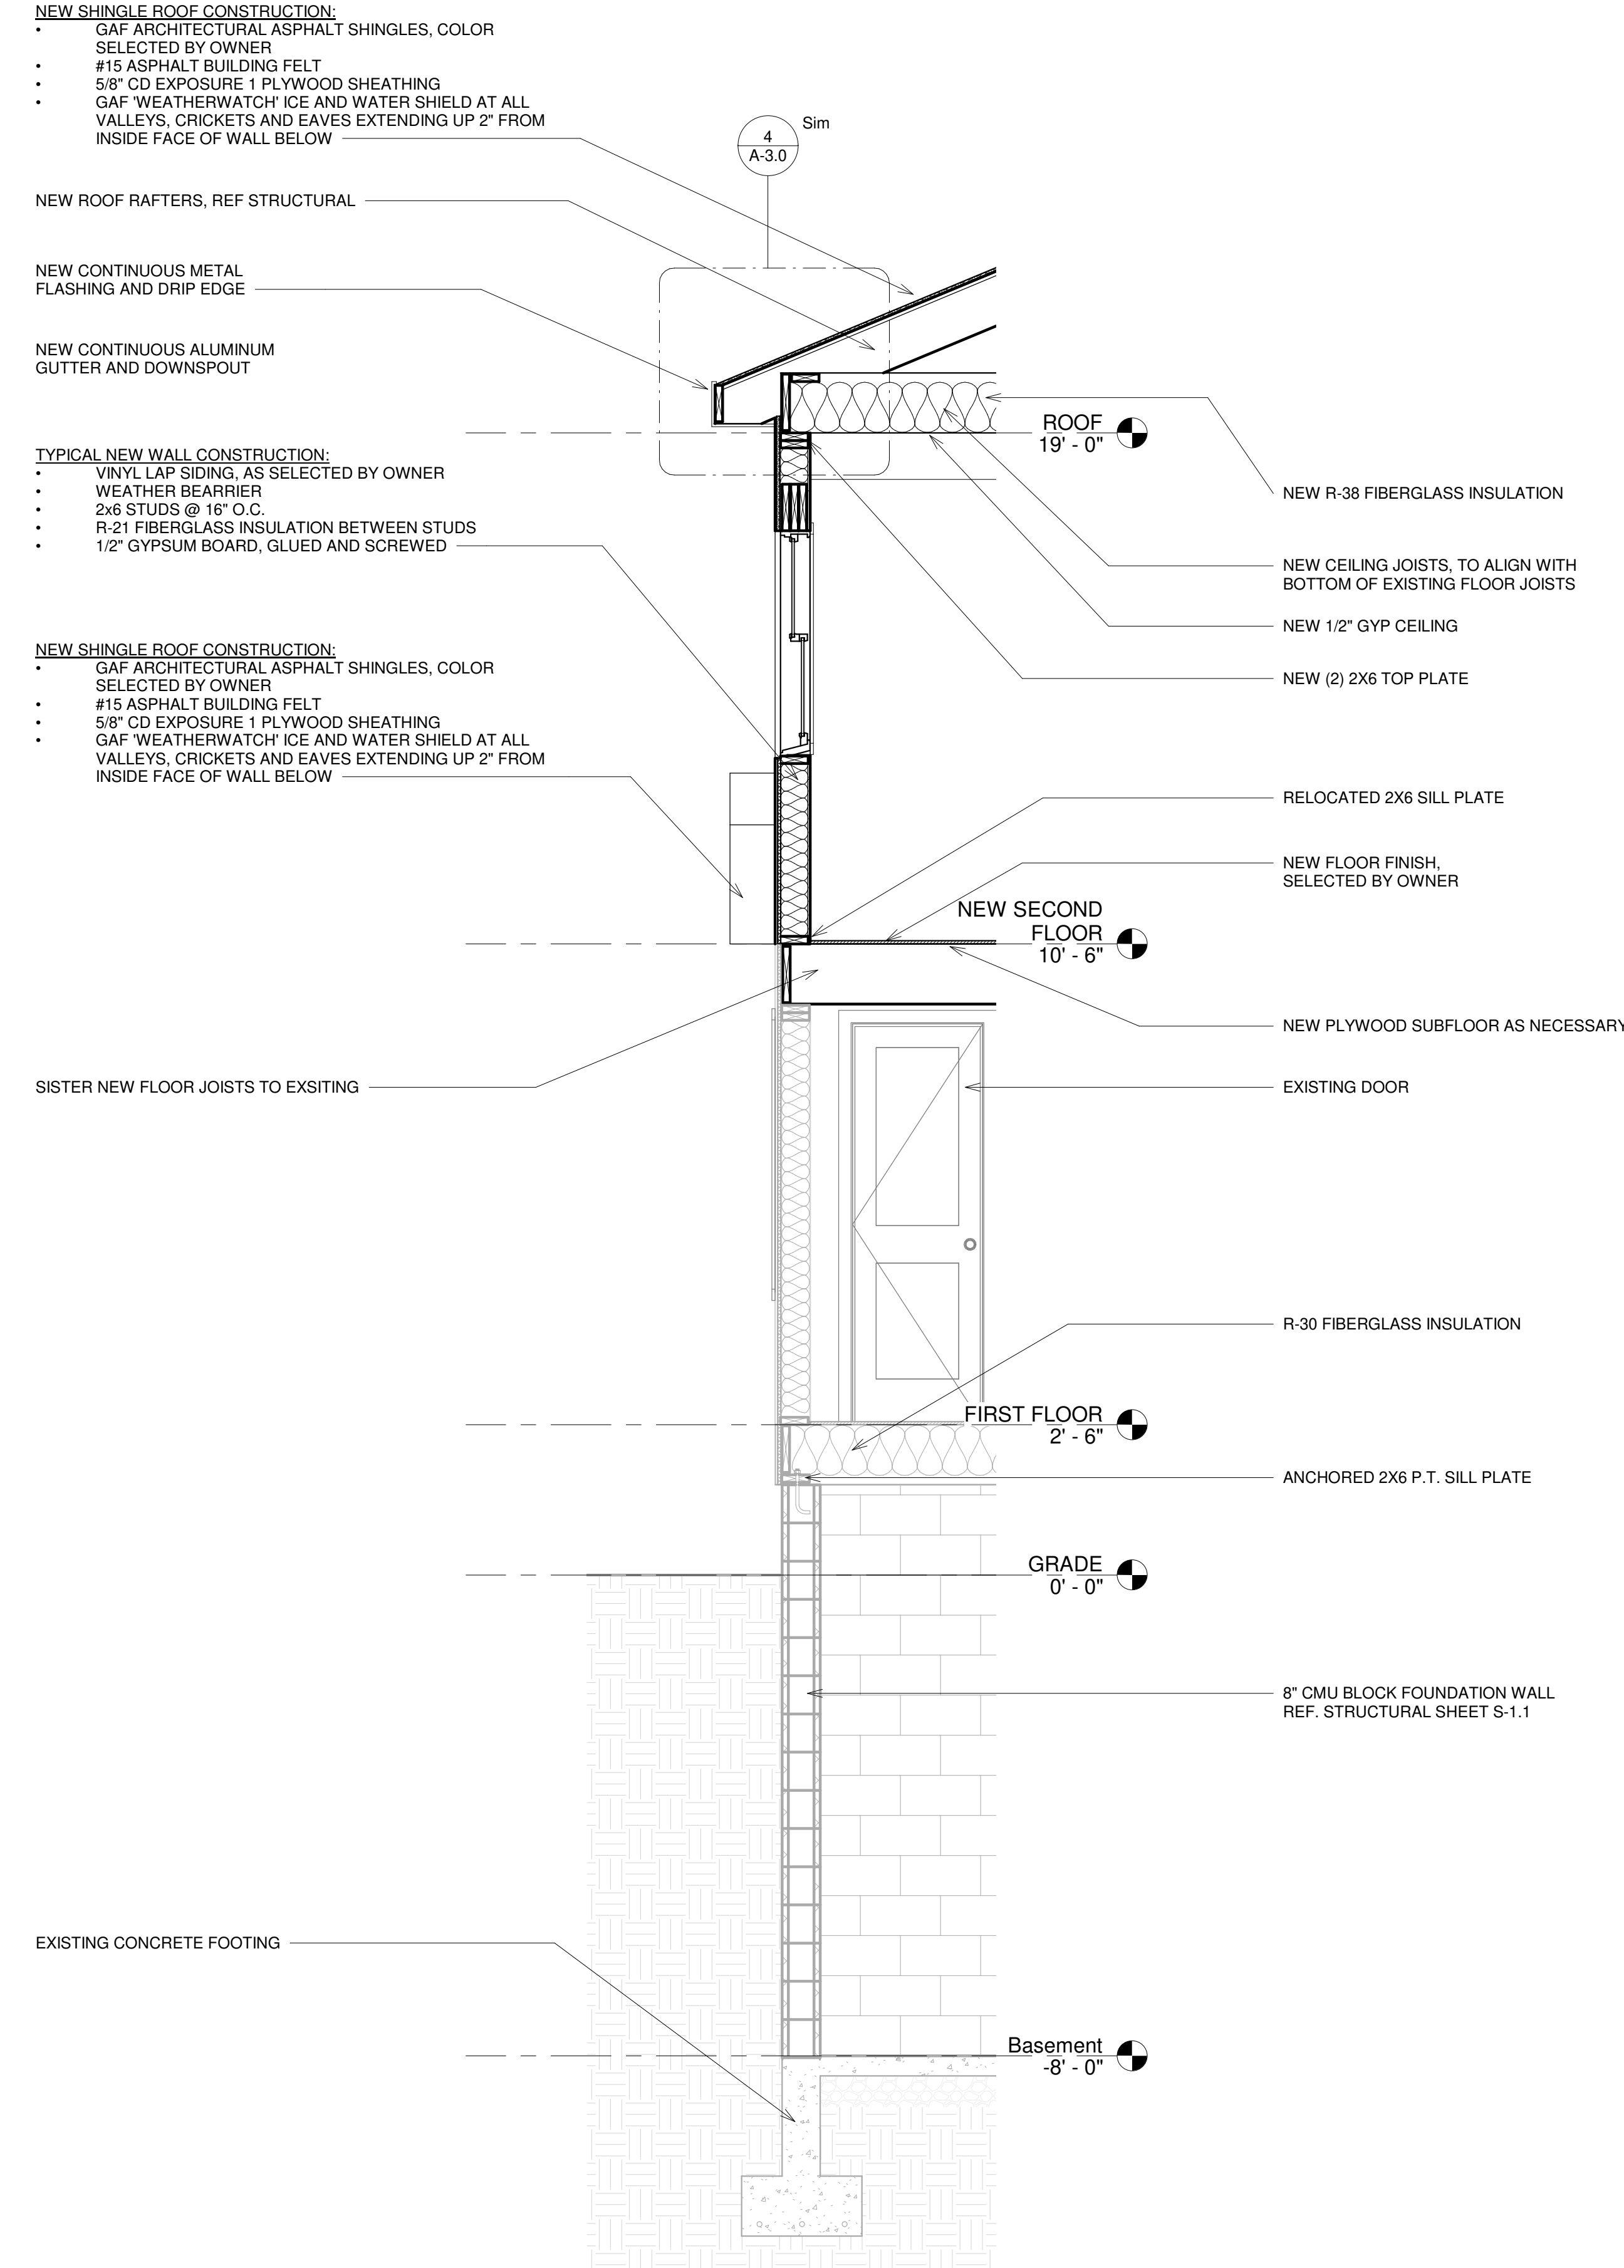 NEW SHINGLE ROOF CONSTRUCTION:
• GAF ARCHITECTURAL ASPHALT SHINGLES, COLOR
SELECTED BY OWNER
• #15 ASPHALT BUILDING FELT
• 5/8" CD EXPOSURE 1 PLYWOOD SHEATHING
• GAF 'WEATHERWATCH' ICE AND WATER SHIELD AT ALL
VALLEYS, CRICKETS AND EAVES EXTENDING UP 2" FROM
INSIDE FACE OF WALL BELOW
4
A-3.0
Sim
NEW ROOF RAFTERS, REF STRUCTURAL
NEW CONTINUOUS METAL
FLASHING AND DRIP EDGE
NEW CONTINUOUS ALUMINUM
GUTTER AND DOWNSPOUT
TYPICAL NEW WALL CONSTRUCTION:
• VINYL LAP SIDING, AS SELECTED BY OWNER
• WEATHER BEARRIER
• 2x6 STUDS @ 16" O.C.
• R-21 FIBERGLASS INSULATION BETWEEN STUDS
• 1/2" GYPSUM BOARD, GLUED AND SCREWED
NEW SHINGLE ROOF CONSTRUCTION:
• GAF ARCHITECTURAL ASPHALT SHINGLES, COLOR
SELECTED BY OWNER
• #15 ASPHALT BUILDING FELT
• 5/8" CD EXPOSURE 1 PLYWOOD SHEATHING
• GAF 'WEATHERWATCH' ICE AND WATER SHIELD AT ALL
VALLEYS, CRICKETS AND EAVES EXTENDING UP 2" FROM
INSIDE FACE OF WALL BELOW
SISTER NEW FLOOR JOISTS TO EXSITING
EXISTING CONCRETE FOOTING
ROOF
19' - 0"
NEW SECOND
FLOOR
10' - 6"
FIRST FLOOR
2' - 6"
GRADE
0' - 0"
Basement
-8' - 0"
NEW R-38 FIBERGLASS INSULATION
NEW CEILING JOISTS, TO ALIGN WITH
BOTTOM OF EXISTING FLOOR JOISTS
NEW 1/2" GYP CEILING
NEW (2) 2X6 TOP PLATE
RELOCATED 2X6 SILL PLATE
NEW FLOOR FINISH,
SELECTED BY OWNER
NEW PLYWOOD SUBFLOOR AS NECESSARY
EXISTING DOOR
R-30 FIBERGLASS INSULATION
ANCHORED 2X6 P.T. SILL PLATE
8" CMU BLOCK FOUNDATION WALL
REF. STRUCTURAL SHEET S-1.1